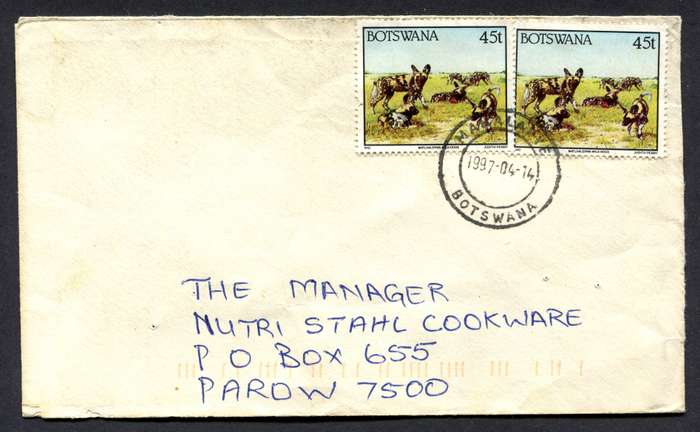 BOTSWANA 45t
BOTSWANA 45t
1997-04-14
BOTSWANA
THE MANAGER
NUTRI STAHL COOKWARE
P O BOX 655
PAROW 7500